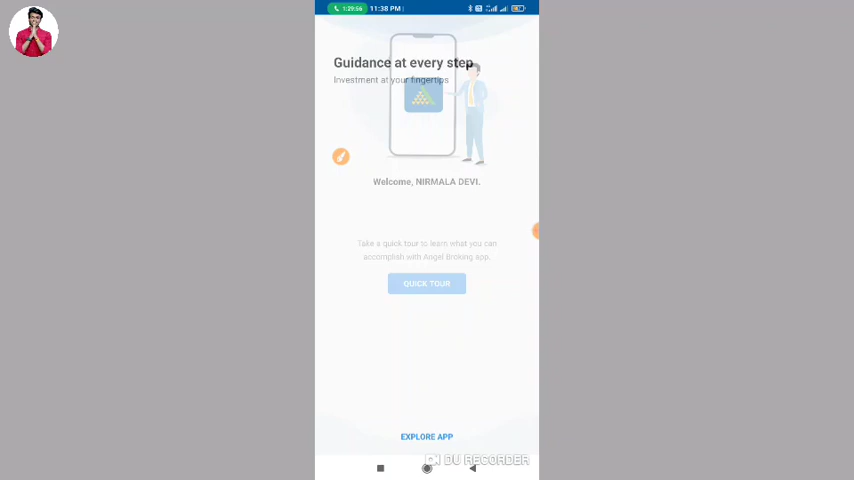 1:29:56 11:38 PM
Guidance at every step
Investment at your fingertips
Welcome, NIRMALA DEVI.
Take a quick tour to learn what you can
accomplish with Angel Broking app.
QUICK TOUR
EXPLORE APP
DU RECORDER